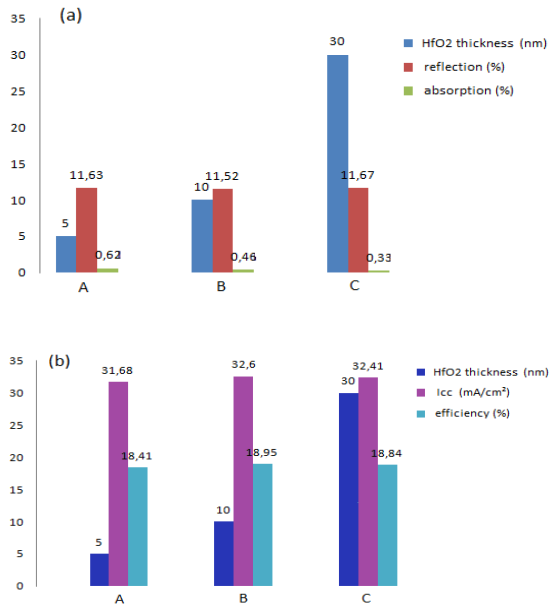 (a)
35
30
25
20
15
10
5
0
5
11,63
0,62
10
11,52
0,46
30
11,67
0,33
A
B
C
HfO2 thickness (nm)
reflection (%)
absorption (%)
(b)
35
30
25
20
15
10
5
0
5
31,68
18,41
10
32,6
18,95
30
32,41
18,84
A
B
C
HfO2 thickness (nm)
Icc (mA/cm²)
efficiency (%)